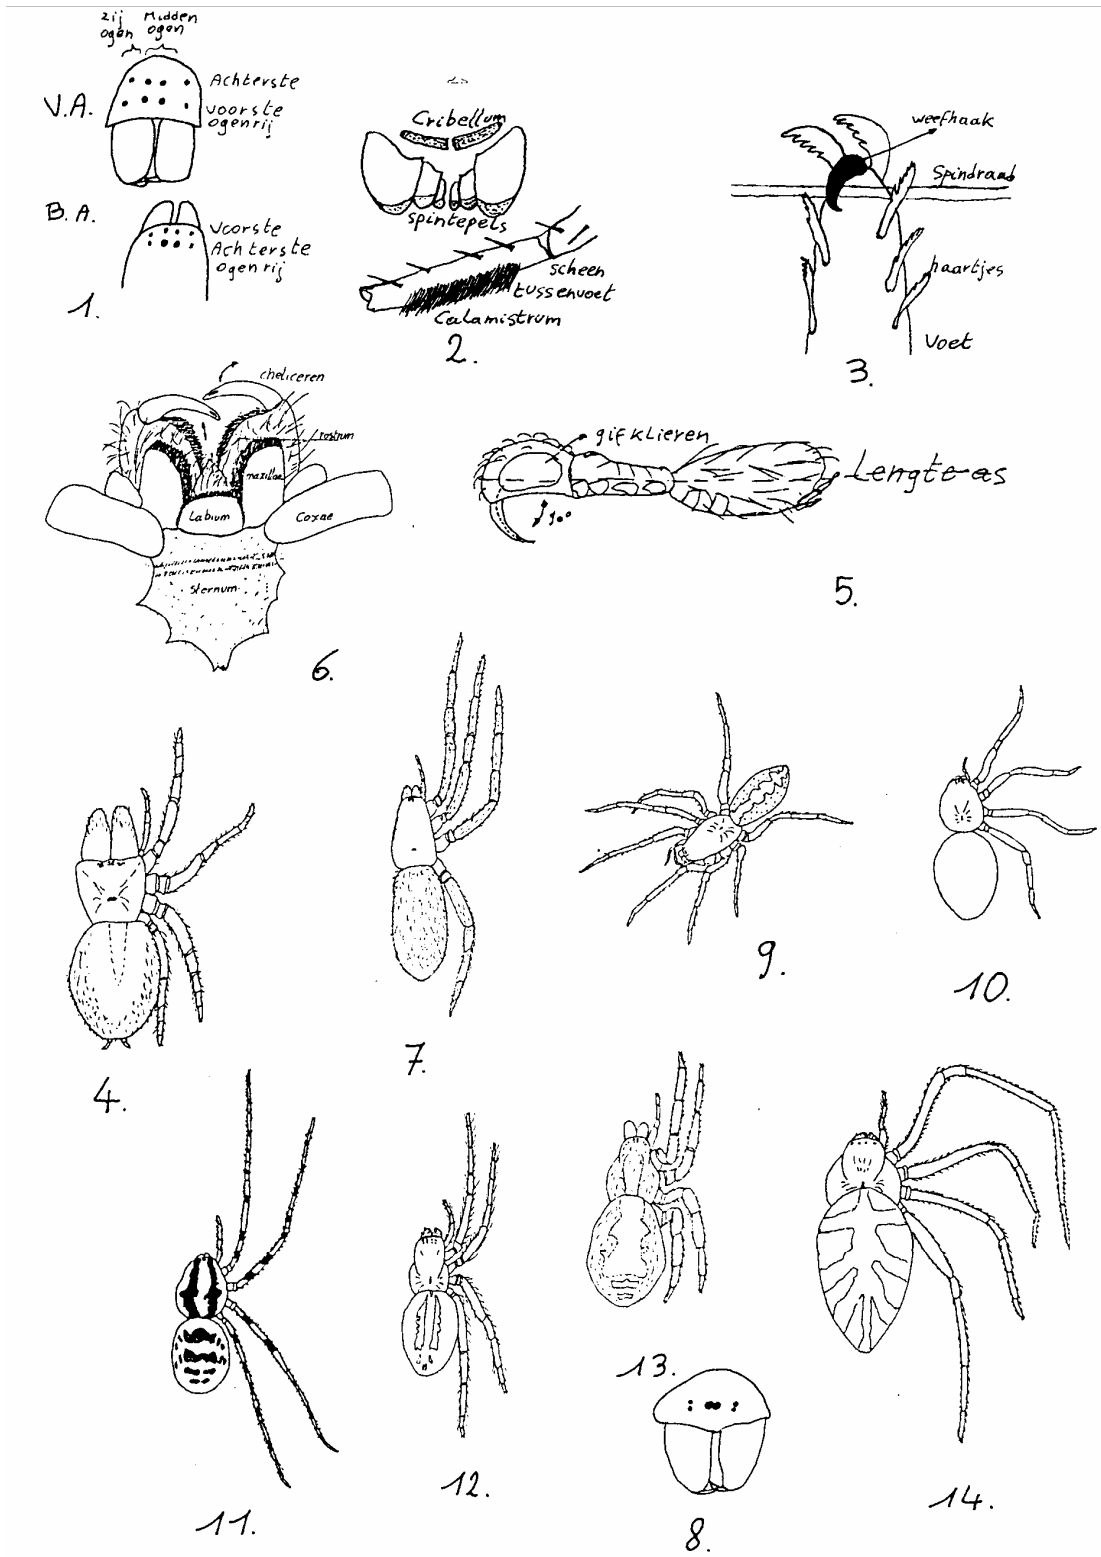 zij ogen
Midden ogen
V.A.
Achterste
voorste
ogenrij
B.A.
Voorste
Achterste
ogenrij
1.
Cribellum
spintepels
scheen
tussenvoet
Calamistrum
2.
weefhaak
Spindraad
haartjes
Voet
3.
cheliceren
rostrum
maxillae
Labium
Coxae
sternum
6.
gifklieren
Lengte-as
90°
5.
4.
7.
9.
10.
11.
12.
13.
8.
14.